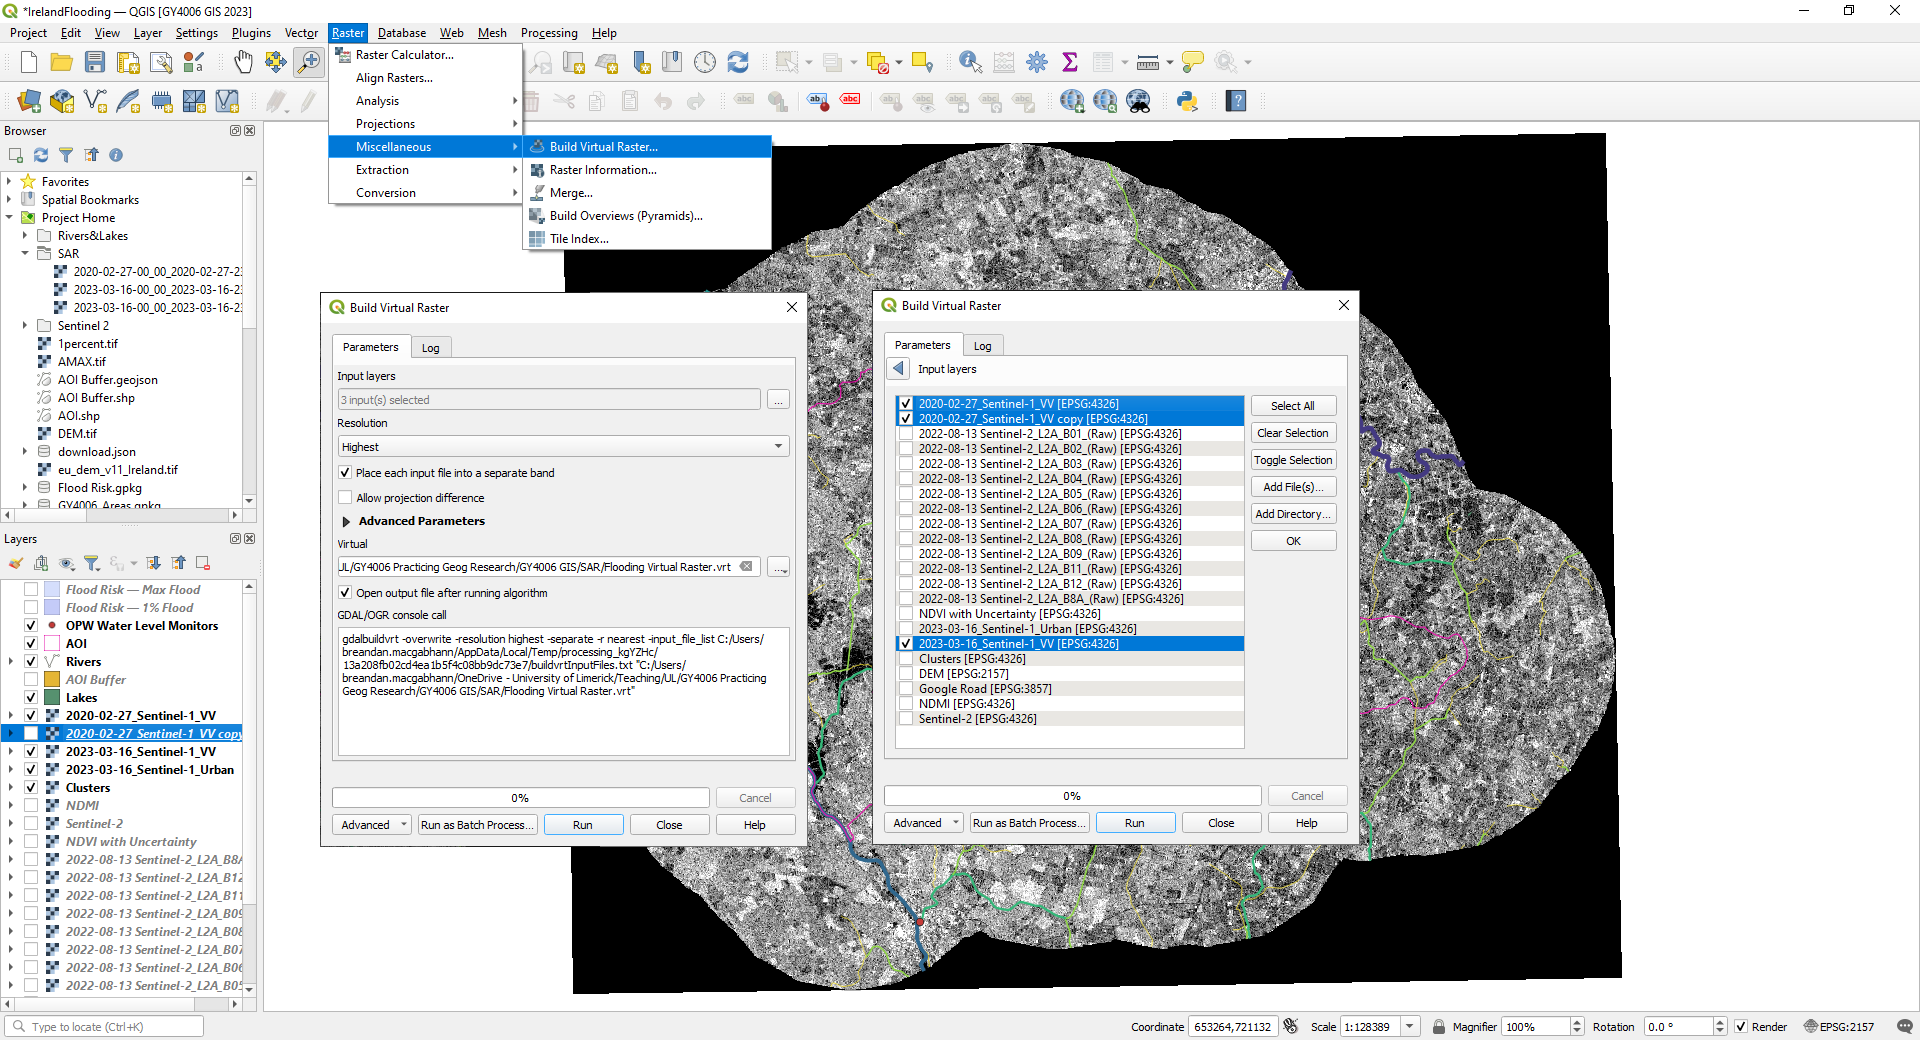 *IrelandFlooding — QGIS [GY4006 GIS 2023]
Project Edit View Layer Settings Plugins Vector Raster Database Web Mesh Processing Help
Raster Calculator...
Align Rasters...
Analysis
Projections
Miscellaneous
Extraction
Conversion
Build Virtual Raster...
Raster Information...
Merge...
Build Overviews (Pyramids)...
Tile Index...
Browser
Favorites
Spatial Bookmarks
Project Home
Rivers&Lakes
SAR
2020-02-27-00_00_2020-02-27-2
2023-03-16-00_00_2023-03-16-2
2023-03-16-00_00_2023-03-16-2
Sentinel 2
1percent.tif
AMAX.tif
AOI Buffer.geojson
AOI Buffer.shp
AOI.shp
DEM.tif
download.json
eu_dem_v11_Ireland.tif
Flood Risk.gpkg
GY4006 Areas.gpkg
Layers
Flood Risk — Max Flood
Flood Risk — 1% Flood
OPW Water Level Monitors
AOI
Rivers
AOI Buffer
Lakes
2020-02-27_Sentinel-1_VV
2020-02-27_Sentinel-1_VV copy
2023-03-16_Sentinel-1_VV
2023-03-16_Sentinel-1_Urban
Clusters
NDMI
Sentinel-2
NDVI with Uncertainty
2022-08-13 Sentinel-2_L2A_B8A
2022-08-13 Sentinel-2_L2A_B12
2022-08-13 Sentinel-2_L2A_B11
2022-08-13 Sentinel-2_L2A_B09
2022-08-13 Sentinel-2_L2A_B08
2022-08-13 Sentinel-2_L2A_B07
2022-08-13 Sentinel-2_L2A_B06
2022-08-13 Sentinel-2_L2A_B05
Build Virtual Raster
Parameters Log
Input layers
3 input(s) selected ...
Resolution
Highest
Place each input file into a separate band
Allow projection difference
Advanced Parameters
Virtual
UL/GY4006 Practicing Geog Research/GY4006 GIS/SAR/Flooding Virtual Raster.vrt ...
Open output file after running algorithm
GDAL/OGR console call
gdalbuildvrt -overwrite -resolution highest -separate -r nearest -input_file_list C:/Users/
breandan.macgabhann/AppData/Local/Temp/processing_kgYZHc/
13a208fb02cd4ea1b5f4c08bb9dc73e7/buildvrtInputFiles.txt "C:/Users/
breandan.macgabhann/OneDrive - University of Limerick/Teaching/UL/GY4006 Practicing
Geog Research/GY4006 GIS/SAR/Flooding Virtual Raster.vrt"
0% Cancel
Advanced Run as Batch Process... Run Close Help
Build Virtual Raster
Parameters Log
Input layers
2020-02-27_Sentinel-1_VV [EPSG:4326]
2020-02-27_Sentinel-1_VV copy [EPSG:4326]
2022-08-13 Sentinel-2_L2A_B01_(Raw) [EPSG:4326]
2022-08-13 Sentinel-2_L2A_B02_(Raw) [EPSG:4326]
2022-08-13 Sentinel-2_L2A_B03_(Raw) [EPSG:4326]
2022-08-13 Sentinel-2_L2A_B04_(Raw) [EPSG:4326]
2022-08-13 Sentinel-2_L2A_B05_(Raw) [EPSG:4326]
2022-08-13 Sentinel-2_L2A_B06_(Raw) [EPSG:4326]
2022-08-13 Sentinel-2_L2A_B07_(Raw) [EPSG:4326]
2022-08-13 Sentinel-2_L2A_B08_(Raw) [EPSG:4326]
2022-08-13 Sentinel-2_L2A_B09_(Raw) [EPSG:4326]
2022-08-13 Sentinel-2_L2A_B11_(Raw) [EPSG:4326]
2022-08-13 Sentinel-2_L2A_B12_(Raw) [EPSG:4326]
2022-08-13 Sentinel-2_L2A_B8A_(Raw) [EPSG:4326]
NDVI with Uncertainty [EPSG:4326]
2023-03-16_Sentinel-1_Urban [EPSG:4326]
2023-03-16_Sentinel-1_VV [EPSG:4326]
Clusters [EPSG:4326]
DEM [EPSG:2157]
Google Road [EPSG:3857]
NDMI [EPSG:4326]
Sentinel-2 [EPSG:4326]
Select All
Clear Selection
Toggle Selection
Add File(s)...
Add Directory...
OK
0% Cancel
Advanced Run as Batch Process... Run Close Help
Type to locate (Ctrl+K) Coordinate 653264,721132 Scale 1:128389 Magnifier 100% Rotation 0.0 ° Render EPSG:2157